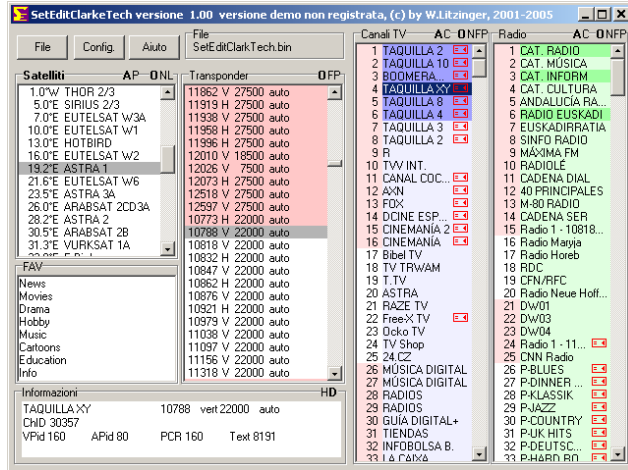 SetEditClarkeTech versione 1.00 versione demo non registrata, (c) by W.Litzinger, 2001-2005
File
Config.
Aiuto
File
SetEditClarkTech.bin
Satelliti AP ONL
1.0°W THOR 2/3
5.0°E SIRIUS 2/3
7.0°E EUTELSAT W3A
10.0°E EUTELSAT W1
13.0°E HOTBIRD
16.0°E EUTELSAT W2
19.2°E ASTRA 1
21.6°E EUTELSAT W6
23.5°E ASTRA 3A
26.0°E ARABSAT 2CD3A
28.2°E ASTRA 2
30.5°E ARABSAT 2B
31.3°E VURKSAT 1A
FAV
News
Movies
Drama
Hobby
Music
Cartoons
Education
Info
Transponder OFP
11862 V 27500 auto
11919 H 27500 auto
11938 V 27500 auto
11958 H 27500 auto
11996 H 27500 auto
12010 V 18500 auto
12026 V 7500 auto
12073 H 27500 auto
12518 V 27500 auto
12597 V 27500 auto
10773 H 22000 auto
10788 V 22000 auto
10818 V 22000 auto
10832 H 22000 auto
10847 V 22000 auto
10862 H 22000 auto
10876 V 22000 auto
10921 H 22000 auto
10979 V 22000 auto
11038 V 22000 auto
11097 V 22000 auto
11156 V 22000 auto
11318 V 22000 auto
Informazioni HD
TAQUILLA XY 10788 vert 22000 auto
ChID 30357
VPid 160 APid 80 PCR 160 Text 8191
Canali TV AC ONFP
1 TAQUILLA 2
2 TAQUILLA 10
3 BOOMERA...
4 TAQUILLA XY
5 TAQUILLA 8
6 TAQUILLA 4
7 TAQUILLA 3
8 TAQUILLA 2
9 R
10 TVV INT.
11 CANAL COC...
12 AXN
13 FOX
14 DCINE ESP...
15 CINEMANÍA 2
16 CINEMANÍA
17 Bibel TV
18 TV TRWAM
19 T.TV
20 ASTRA
21 RAZE TV
22 Free-X TV
23 Ocko TV
24 TV Shop
25 24.CZ
26 MÚSICA DIGITAL
27 MÚSICA DIGITAL
28 RADIOS
29 RADIOS
30 GUÍA DIGITAL+
31 TIENDAS
32 INFOBOLSA B.
33 LA CAIXA
Radio AC ONFP
1 CAT. RADIO
2 CAT. MÚSICA
3 CAT. INFORM
4 CAT. CULTURA
5 ANDALUCÍA RA...
6 RADIO EUSKADI
7 EUSKADIRRATIA
8 SINFO RADIO
9 MÁXIMA FM
10 RADIOLÉ
11 CADENA DIAL
12 40 PRINCIPALES
13 M-80 RADIO
14 CADENA SER
15 Radio 1 - 10818...
16 Radio Maryja
17 Radio Horeb
18 RDC
19 CFN/RFC
20 Radio Neue Hoff...
21 DW01
22 DW03
23 DW04
24 Radio 1 - 11...
25 CNN Radio
26 P-BLUES
27 P-DINNER ...
28 P-KLASSIK
29 P-JAZZ
30 P-COUNTRY
31 P-UK HITS
32 P-DEUTSC...
33 P-HARD RO...